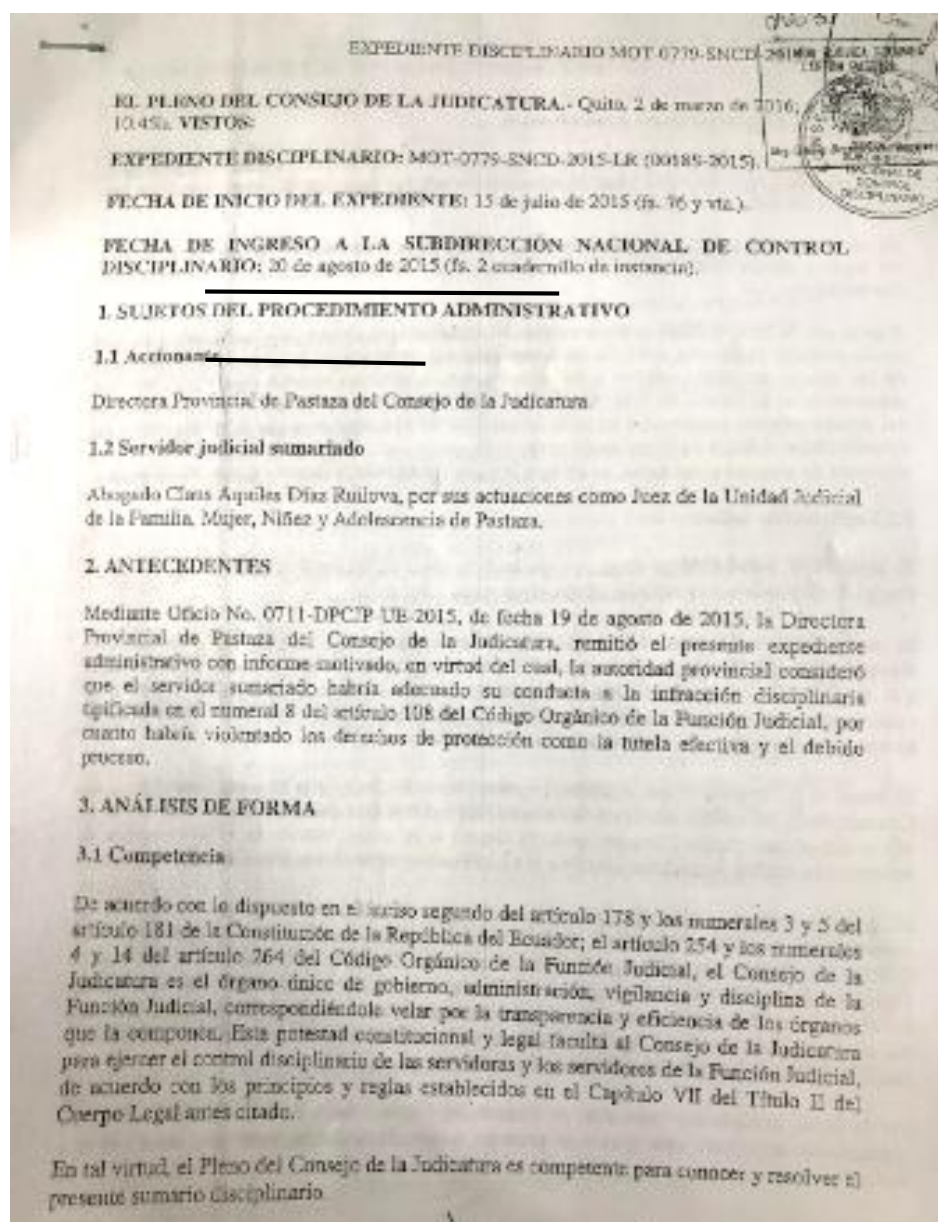 EXPEDIENTE DISCIPLINARIO MOT-0779-SNCD-
EL PLENO DEL CONSEJO DE LA JUDICATURA.- Quito, 2 de marzo de 2016,
10.45h. VISTOS:
EXPEDIENTE DISCIPLINARIO: MOT-0779-SNCD-2015-LR (00189-2015).
FECHA DE INICIO DEL EXPEDIENTE: 15 de julio de 2015 (fs. 76 y vta.).
FECHA DE INGRESO A LA SUBDIRECCIÓN NACIONAL DE CONTROL
DISCIPLINARIO: 20 de agosto de 2015 (fs. 2 cuadernillo de instancia).
1. SUJETOS DEL PROCEDIMIENTO ADMINISTRATIVO
1.1 Accionante
Directora Provincial de Pastaza del Consejo de la Judicatura.
1.2 Servidor judicial sumariado
Abogado Claus Aquiles Díaz Ruilova, por sus actuaciones como Juez de la Unidad Judicial
de la Familia, Mujer, Niñez y Adolescencia de Pastaza.
2. ANTECEDENTES
Mediante Oficio No. 0711-DPCJP-UE-2015, de fecha 19 de agosto de 2015, la Directora
Provincial de Pastaza del Consejo de la Judicatura, remitió el presente expediente
administrativo con informe motivado, en virtud del cual, la autoridad provincial consideró
que el servidor sumariado habría adecuado su conducta a la infracción disciplinaria
tipificada en el numeral 8 del artículo 108 del Código Orgánico de la Función Judicial, por
cuanto habría violentado los derechos de protección como la tutela efectiva y el debido
proceso.
3. ANÁLISIS DE FORMA
3.1 Competencia
De acuerdo con lo dispuesto en el inciso segundo del artículo 178 y los numerales 3 y 5 del
artículo 181 de la Constitución de la República del Ecuador; el artículo 254 y los numerales
4 y 14 del artículo 264 del Código Orgánico de la Función Judicial, el Consejo de la
Judicatura es el órgano único de gobierno, administración, vigilancia y disciplina de la
Función Judicial, correspondiéndole velar por la transparencia y eficiencia de los órganos
que la componen. Esta potestad constitucional y legal faculta al Consejo de la Judicatura
para ejercer el control disciplinario de las servidoras y los servidores de la Función Judicial,
de acuerdo con los principios y reglas establecidos en el Capítulo VII del Título II del
Cuerpo Legal antes citado.
En tal virtud, el Pleno del Consejo de la Judicatura es competente para conocer y resolver el
presente sumario disciplinario
NACIONAL DE
CONTROL
DISCIPLINARIO